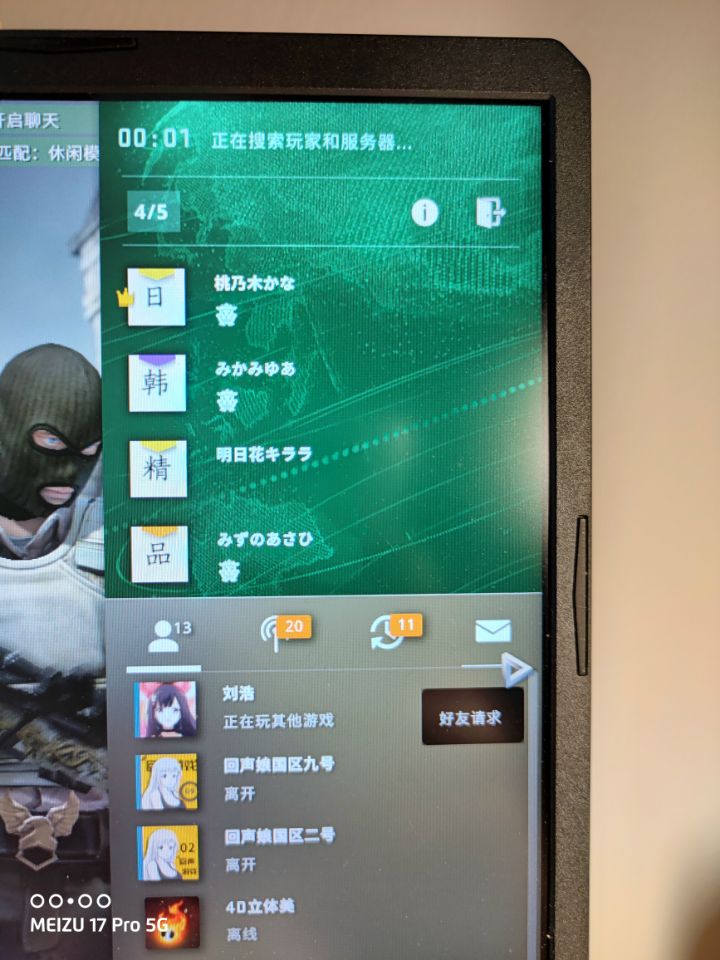 开启聊天
匹配：休闲模
00:01 正在搜索玩家和服务器...
4/5
日 桃乃木かな
韩 みかみゆあ
精 明日花キララ
品 みずのあさひ
13 20 11
刘浩
正在玩其他游戏
好友请求
回声娘国区九号
离开
回声娘国区二号
02
离开
4D立体美
离线
MEIZU 17 Pro 5G